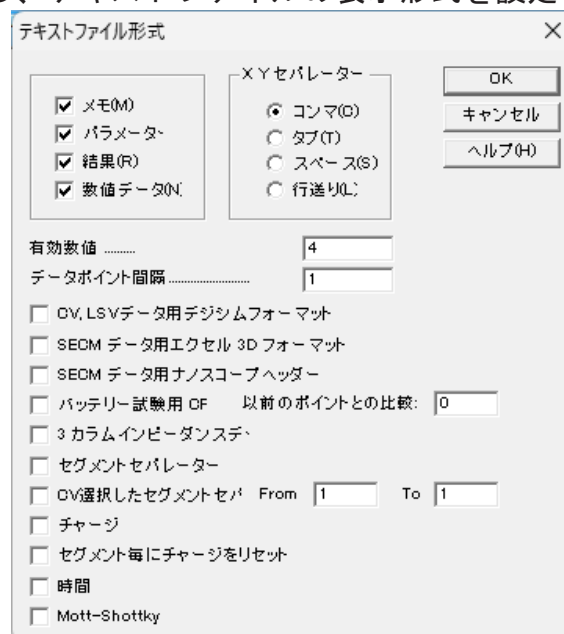 テキストファイル形式
メモ(M)
パラメータ-
結果(R)
数値データ(N)
XYセパレーター
コンマ(C)
タブ(T)
スペース(S)
行送り(L)
OK
キャンセル
ヘルプ(H)
有効数値 .........
4
データポイント間隔 .........................
1
CV, LSVデータ用デジシムフォーマット
SECM データ用エクセル 3D フォーマット
SECM データ用ナノスコープヘッダー
バッテリー試験用 CF 以前のポイントとの比較: 0
3 カラムインピーダンスデ
セグメントセパレーター
CV選択したセグメントセパ From 1 To 1
チャージ
セグメント毎にチャージをリセット
時間
Mott-Shottky